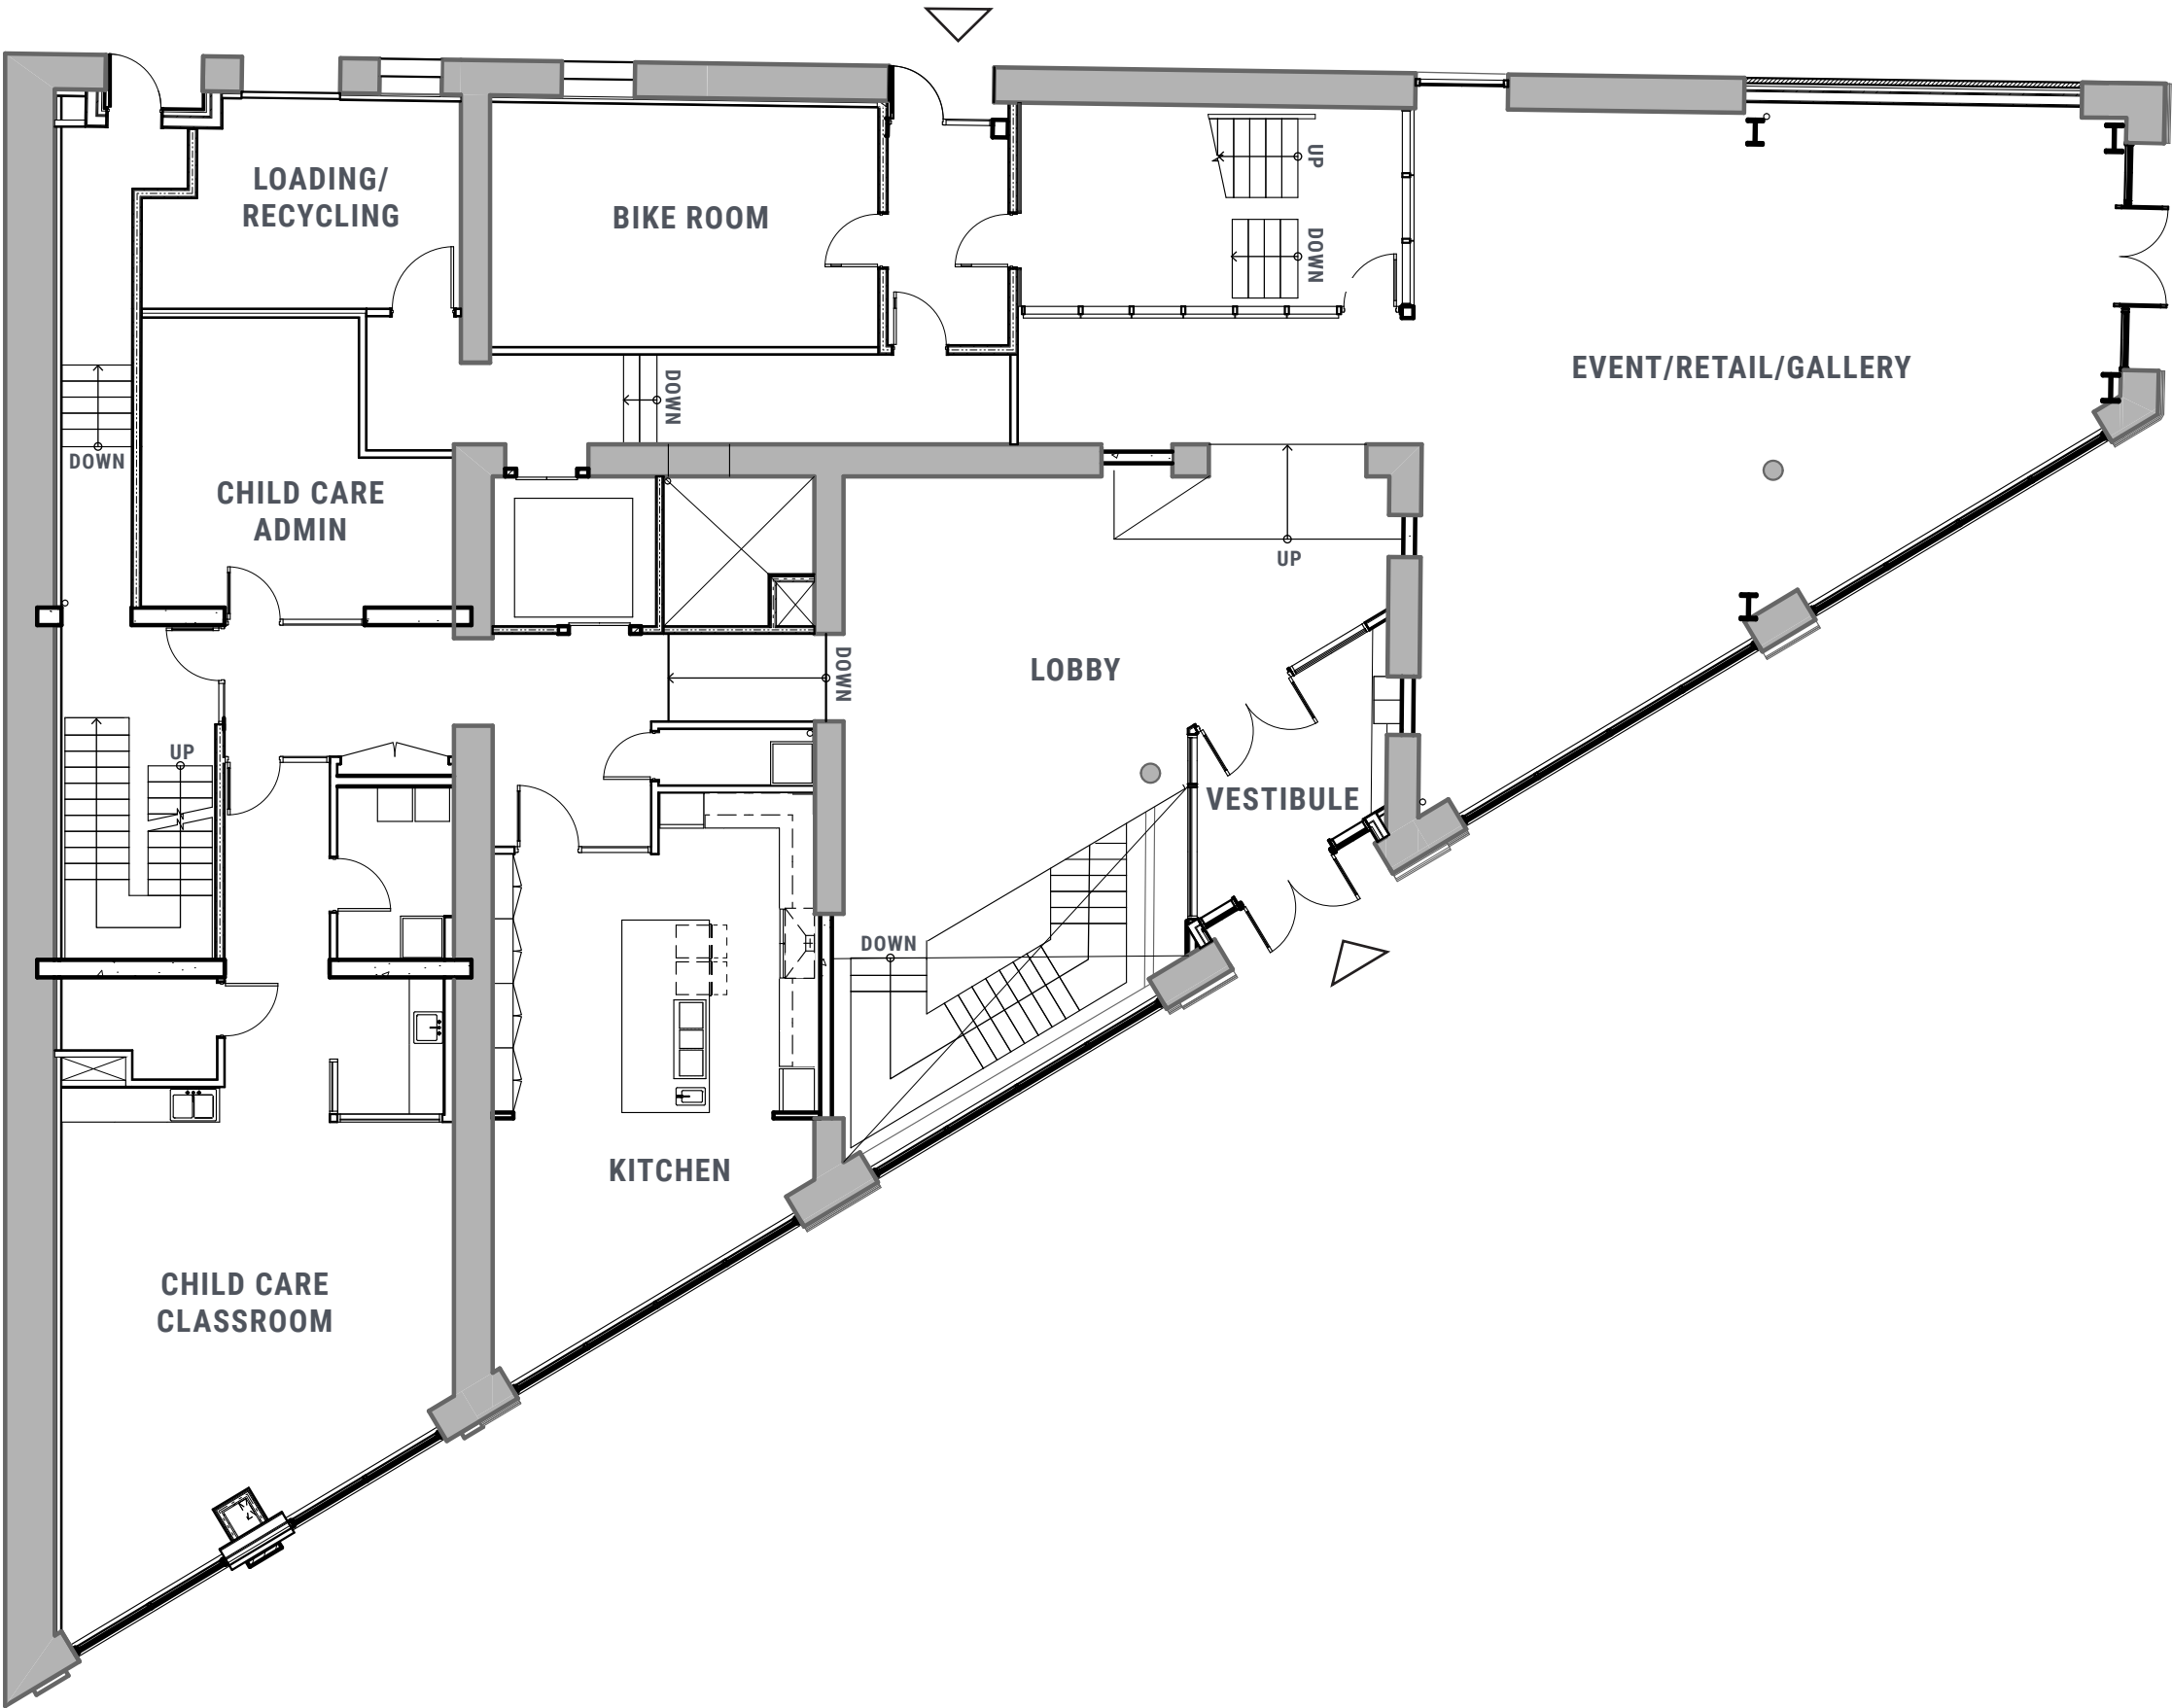 UP
LOADING/
RECYCLING
BIKE ROOM
DOWN
EVENT/RETAIL/GALLERY
DOWN
DOWN
CHILD CARE
ADMIN
UP
LOBBY
DOWN
UP
VESTIBULE
DOWN
KITCHEN
CHILD CARE
CLASSROOM